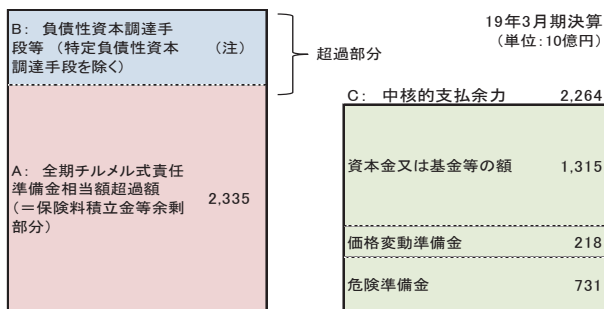 B： 負債性資本調達手
段等 （特定負債性資本
調達手段を除く）
（注）
超過部分
A： 全期チルメル式責任
準備金相当額超過額
（＝保険料積立金等余剰
部分）
2,335
19年3月期決算
（単位：10億円）
C： 中核的支払余力 2,264
資本金又は基金等の額 1,315
価格変動準備金 218
危険準備金 731